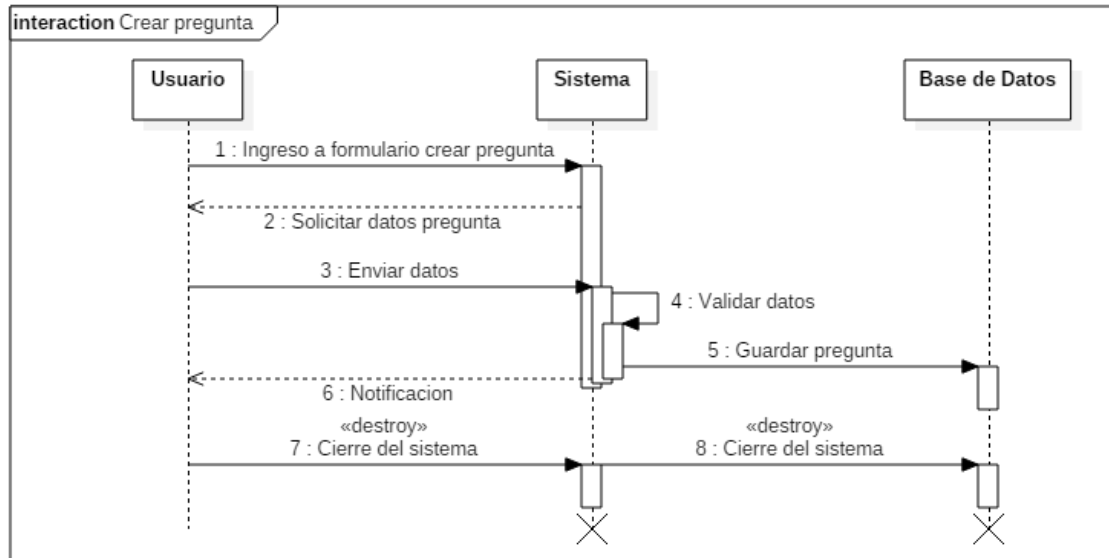 interaction Crear pregunta
Usuario
Sistema
Base de Datos
1 : Ingreso a formulario crear pregunta
2 : Solicitar datos pregunta
3 : Enviar datos
4 : Validar datos
5 : Guardar pregunta
6 : Notificacion
«destroy»
7 : Cierre del sistema
«destroy»
8 : Cierre del sistema